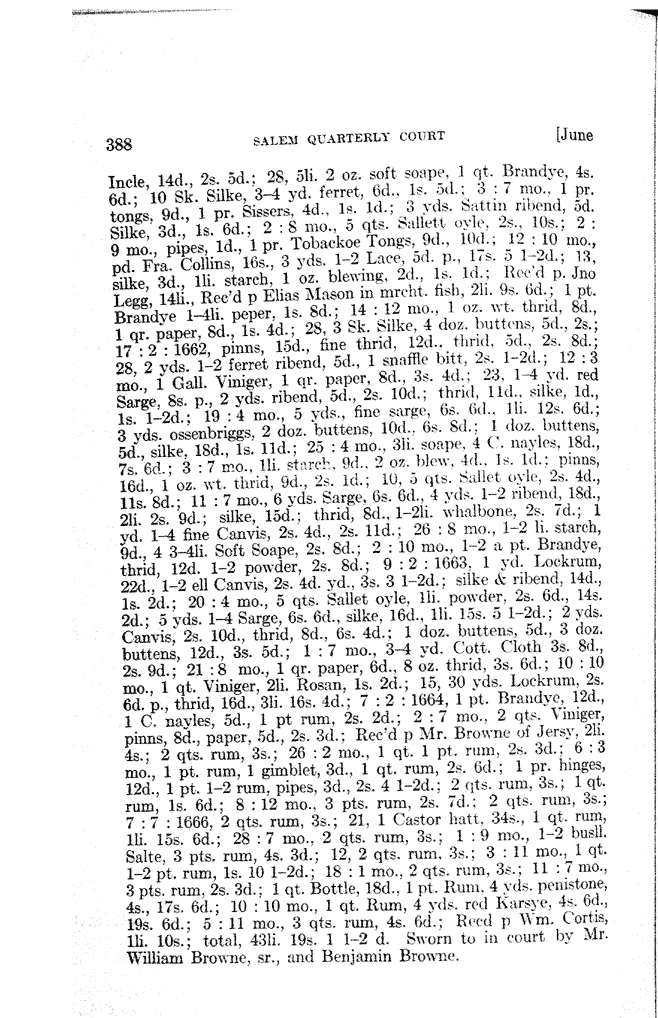 388 SALEM QUARTERLY COURT [June
Incle, 14d., 2s. 5d.; 28, 5li. 2 oz. soft soape, 1 qt. Brandye, 4s.
6d.; 10 Sk. Silke, 3-4 yd. ferret, 6d., 1s. 5d.; 3 : 7 mo., 1 pr.
tongs, 9d., 1 pr. Sissers, 4d., 1s. 1d.; 3 yds. Sattin ribend, 5d.
Silke, 3d., 1s. 6d.; 2 : 8 mo., 5 qts. Sallett oyle, 2s., 10s.; 2 :
9 mo., pipes, 1d., 1 pr. Tobackoe Tongs, 9d., 10d.; 12 : 10 mo.,
pd. Fra. Collins, 16s., 3 yds. 1-2 Lace, 5d. p., 17s. 5 1-2d.; 13,
silke, 3d., 1li. starch, 1 oz. blewing, 2d., 1s. 1d.; Rec'd p. Jno
Legg, 14li., Rec'd p Elias Mason in mrcht. fish, 2li. 9s. 6d.; 1 pt.
Brandye 1-4li. peper, 1s. 8d.; 14 : 12 mo., 1 oz. wt. thrid, 8d.,
1 qr. paper, 8d., 1s. 4d.; 28, 3 Sk. Silke, 4 doz. buttens, 5d., 2s.;
17 : 2 : 1662, pinns, 15d., fine thrid, 12d., thrid, 5d., 2s. 8d.;
28, 2 yds. 1-2 ferret ribend, 5d., 1 snaffle bitt, 2s. 1-2d.; 12 : 3
mo., 1 Gall. Viniger, 1 qr. paper, 8d., 3s. 4d.; 23, 1-4 yd. red
Sarge, 8s. p., 2 yds. ribend, 5d., 2s. 10d.; thrid, 11d., silke, 1d.,
1s. 1-2d.; 19 : 4 mo., 5 yds., fine sarge, 6s. 6d., 1li. 12s. 6d.;
3 yds. ossenbriggs, 2 doz. buttens, 10d., 6s. 8d.; 1 doz. buttens,
5d., silke, 18d., 1s. 11d.; 25 : 4 mo., 3li. soape, 4 C. nayles, 18d.,
7s. 6d.; 3 : 7 mo., 1li. starch, 9d., 2 oz. blew, 4d., 1s. 1d.; pinns,
16d., 1 oz. wt. thrid, 9d., 2s. 1d.; 10, 5 qts. Sallet oyle, 2s. 4d.,
11s. 8d.; 11 : 7 mo., 6 yds. Sarge, 6s. 6d., 4 yds. 1-2 ribend, 18d.,
2li. 2s. 9d.; silke, 15d.; thrid, 8d., 1-2li. whalbone, 2s. 7d.; 1
yd. 1-4 fine Canvis, 2s. 4d., 2s. 11d.; 26 : 8 mo., 1-2 li. starch,
9d., 4 3-4li. Soft Soape, 2s. 8d.; 2 : 10 mo., 1-2 a pt. Brandye,
thrid, 12d. 1-2 powder, 2s. 8d.; 9 : 2 : 1663, 1 yd. Lockrum,
22d., 1-2 ell Canvis, 2s. 4d. yd., 3s. 3 1-2d.; silke & ribend, 14d.,
1s. 2d.; 20 : 4 mo., 5 qts. Sallet oyle, 1li. powder, 2s. 6d., 14s.
2d.; 5 yds. 1-4 Sarge, 6s. 6d., silke, 16d., 1li. 15s. 5 1-2d.; 2 yds.
Canvis, 2s. 10d., thrid, 8d., 6s. 4d.; 1 doz. buttens, 5d., 3 doz.
buttens, 12d., 3s. 5d.; 1 : 7 mo., 3-4 yd. Cott. Cloth 3s. 8d.,
2s. 9d.; 21 : 8 mo., 1 qr. paper, 6d., 8 oz. thrid, 3s. 6d.; 10 : 10
mo., 1 qt. Viniger, 2li. Rosan, 1s. 2d.; 15, 30 yds. Lockrum, 2s.
6d. p., thrid, 16d., 3li. 16s. 4d.; 7 : 2 : 1664, 1 pt. Brandye, 12d.,
1 C. nayles, 5d., 1 pt rum, 2s. 2d.; 2 : 7 mo., 2 qts. Viniger,
pinns, 8d., paper, 5d., 2s. 3d.; Rec'd p Mr. Browne of Jersy, 2li.
4s.; 2 qts. rum, 3s.; 26 : 2 mo., 1 qt. 1 pt. rum, 2s. 3d.; 6 : 3
mo., 1 pt. rum, 1 gimblet, 3d., 1 qt. rum, 2s. 6d.; 1 pr. hinges,
12d., 1 pt. 1-2 rum, pipes, 3d., 2s. 4 1-2d.; 2 qts. rum, 3s.; 1 qt.
rum, 1s. 6d.; 8 : 12 mo., 3 pts. rum, 2s. 7d.; 2 qts. rum, 3s.;
7 : 7 : 1666, 2 qts. rum, 3s.; 21, 1 Castor hatt, 34s., 1 qt. rum,
1li. 15s. 6d.; 28 : 7 mo., 2 qts. rum, 3s.; 1 : 9 mo., 1-2 busll.
Salte, 3 pts. rum, 4s. 3d.; 12, 2 qts. rum, 3s.; 3 : 11 mo., 1 qt.
1-2 pt. rum, 1s. 10 1-2d.; 18 : 1 mo., 2 qts. rum, 3s.; 11 : 7 mo.,
3 pts. rum, 2s. 3d.; 1 qt. Bottle, 18d., 1 pt. Rum, 4 yds. penistone,
4s., 17s. 6d.; 10 : 10 mo., 1 qt. Rum, 4 yds. red Karsye, 4s. 6d.,
19s. 6d.; 5 : 11 mo., 3 qts. rum, 4s. 6d.; Recd p Wm. Cortis,
1li. 10s.; total, 43li. 19s. 1 1-2 d. Sworn to in court by Mr.
William Browne, sr., and Benjamin Browne.